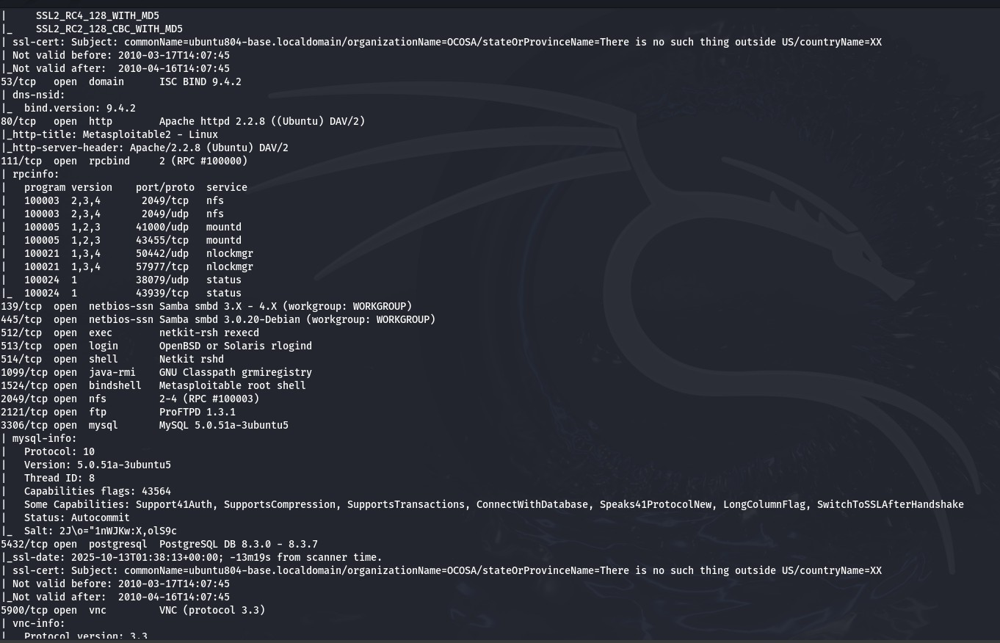 |     SSL2_RC4_128_WITH_MD5
|_    SSL2_RC2_128_CBC_WITH_MD5
| ssl-cert: Subject: commonName=ubuntu804-base.localdomain/organizationName=OCOSA/stateOrProvinceName=There is no such thing outside US/countryName=XX
| Not valid before: 2010-03-17T14:07:45
|_Not valid after:  2010-04-16T14:07:45
53/tcp   open  domain      ISC BIND 9.4.2
| dns-nsid:
|_  bind.version: 9.4.2
80/tcp   open  http        Apache httpd 2.2.8 ((Ubuntu) DAV/2)
|_http-title: Metasploitable2 - Linux
|_http-server-header: Apache/2.2.8 (Ubuntu) DAV/2
111/tcp  open  rpcbind     2 (RPC #100000)
| rpcinfo:
|   program version    port/proto  service
|   100003  2,3,4       2049/tcp   nfs
|   100003  2,3,4       2049/udp   nfs
|   100005  1,2,3      41000/udp   mountd
|   100005  1,2,3      43455/tcp   mountd
|   100021  1,3,4      50442/udp   nlockmgr
|   100021  1,3,4      57977/tcp   nlockmgr
|   100024  1          38079/udp   status
|_  100024  1          43939/tcp   status
139/tcp  open  netbios-ssn Samba smbd 3.X - 4.X (workgroup: WORKGROUP)
445/tcp  open  netbios-ssn Samba smbd 3.0.20-Debian (workgroup: WORKGROUP)
512/tcp  open  exec        netkit-rsh rexecd
513/tcp  open  login       OpenBSD or Solaris rlogind
514/tcp  open  shell       Netkit rshd
1099/tcp open  java-rmi    GNU Classpath grmiregistry
1524/tcp open  bindshell   Metasploitable root shell
2049/tcp open  nfs         2-4 (RPC #100003)
2121/tcp open  ftp         ProFTPD 1.3.1
3306/tcp open  mysql       MySQL 5.0.51a-3ubuntu5
| mysql-info:
|   Protocol: 10
|   Version: 5.0.51a-3ubuntu5
|   Thread ID: 8
|   Capabilities flags: 43564
|   Some Capabilities: Support41Auth, SupportsCompression, SupportsTransactions, ConnectWithDatabase, Speaks41ProtocolNew, LongColumnFlag, SwitchToSSLAfterHandshake
|   Status: Autocommit
|_  Salt: 2J\o="1nWJKw:X,olS9c
5432/tcp open  postgresql  PostgreSQL DB 8.3.0 - 8.3.7
|_ssl-date: 2025-10-13T01:38:13+00:00; -13m19s from scanner time.
| ssl-cert: Subject: commonName=ubuntu804-base.localdomain/organizationName=OCOSA/stateOrProvinceName=There is no such thing outside US/countryName=XX
| Not valid before: 2010-03-17T14:07:45
|_Not valid after:  2010-04-16T14:07:45
5900/tcp open  vnc         VNC (protocol 3.3)
| vnc-info:
|   Protocol version: 3.3